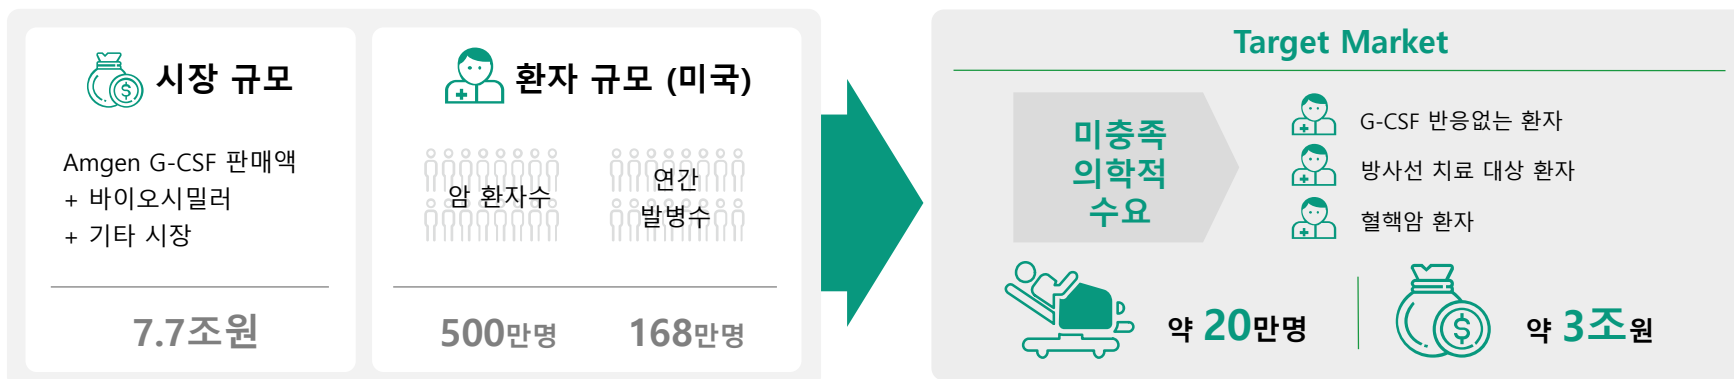 시장 규모
Amgen G-CSF 판매액
+ 바이오시밀러
+ 기타 시장
7.7조원
환자 규모 (미국)
암 환자수
연간
발병수
500만명
168만명
Target Market
미충족
의학적
수요
G-CSF 반응없는 환자
방사선 치료 대상 환자
혈핵암 환자
약 20만명
약 3조원